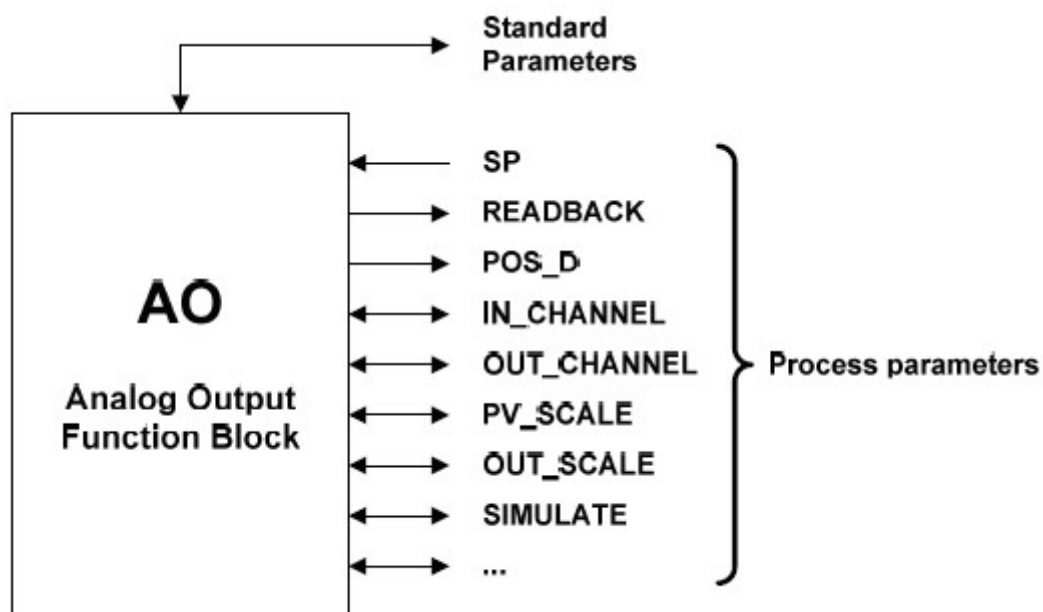 Standard
Parameters
SP
READBACK
POS_D
IN_CHANNEL
OUT_CHANNEL
PV_SCALE
OUT_SCALE
SIMULATE
...
AO
Analog Output
Function Block
Process parameters